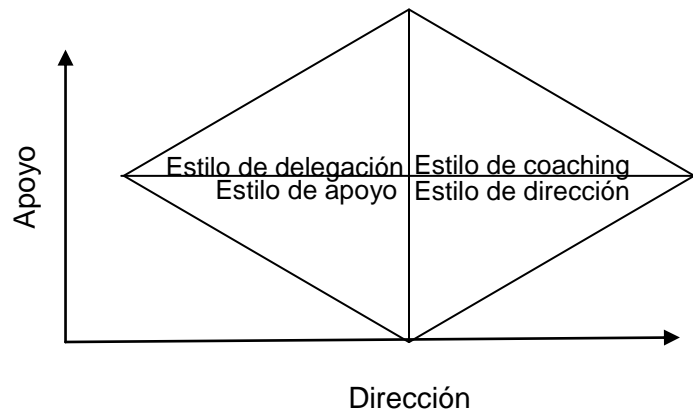 Estilo de delegación
Estilo de coaching
Estilo de apoyo
Estilo de dirección
Apoyo
Dirección